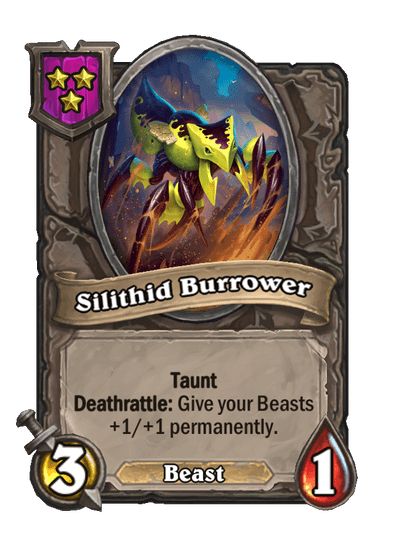 Silithid Burrower
Taunt
Deathrattle: Give your Beasts
+1/+1 permanently.
3
Beast
1